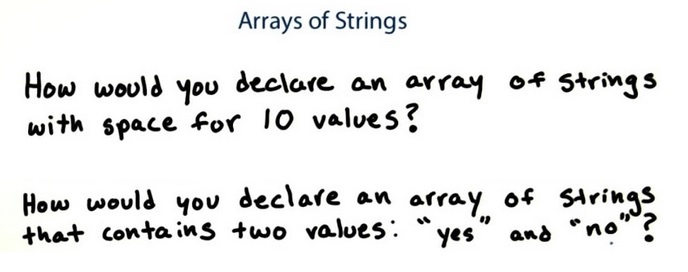 Arrays of Strings
How would you declare an array of strings
with space for 10 values?
How would you declare an array of strings
that contains two values: "yes" and "no"?